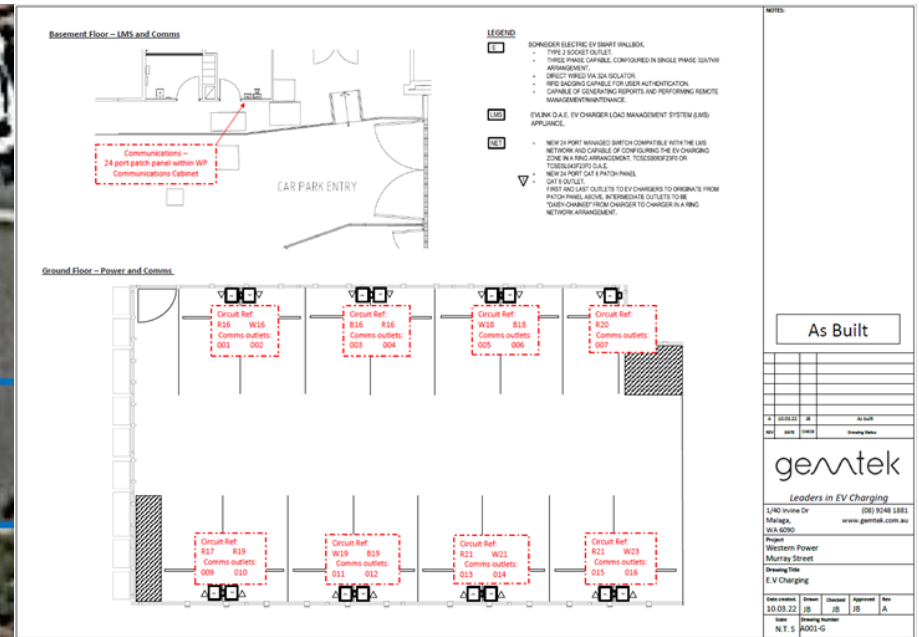 Basement Floor – LMS and Comms
Communications –
24 port patch panel within WP
Communications Cabinet
CAR PARK ENTRY
LEGEND
E
SCHNEIDER ELECTRIC EV SMART WALLBOX.
- TYPE 2 SOCKET OUTLET.
- THREE PHASE CAPABLE, CONFIGURED IN SINGLE PHASE 32A/7kW
ARRANGEMENT.
- DIRECT WIRED VIA 32A ISOLATOR.
- RFID BADGING CAPABLE FOR USER AUTHENTICATION.
- CAPABLE OF GENERATING REPORTS AND PERFORMING REMOTE
MANAGEMENT/MAINTENANCE.
LMS
EVLINK O.A.E. EV CHARGER LOAD MANAGEMENT SYSTEM (LMS)
APPLIANCE.
NET
- NEW 24 PORT MANAGED SWITCH COMPATIBLE WITH THE LMS
NETWORK AND CAPABLE OF CONFIGURING THE EV CHARGING
ZONE IN A RING ARRANGEMENT,
O.A.E.
- NEW 24 PORT CAT 6 PATCH PANEL
- CAT 6 OUTLET.
FIRST AND LAST OUTLETS TO EV CHARGERS TO ORIGINATE FROM
PATCH PANEL ABOVE, INTERMEDIATE OUTLETS TO BE
"DAISY-CHAINED" FROM CHARGER TO CHARGER IN A RING
NETWORK ARRANGEMENT.
Ground Floor – Power and Comms
Circuit Ref:
R16 W16
Comms outlets:
001 002
Circuit Ref:
B16 R16
Comms outlets:
003 004
Circuit Ref:
W18 B18
Comms outlets:
005 006
Circuit Ref:
R20
Comms outlets:
007
Circuit Ref:
R17 R19
Comms outlets:
009 010
Circuit Ref:
W19 B19
Comms outlets:
011 012
Circuit Ref:
R21 W21
Comms outlets:
013 014
Circuit Ref:
R21 W23
Comms outlets:
015 016
NOTES:
As Built
A 10.03.22 JB As built
REV DATE CHECK Drawing Status
gemtek
Leaders in EV Charging
1/40 Irvine Dr (08) 9248 1881
Malaga, www.gemtek.com.au
WA 6090
Project
Western Power
Murray Street
Drawing Title
E.V Charging
Date created. Drawn Checked Approved Rev
10.03.22 JB JB JB A
Scale Drawing Number
N.T. S A001-G